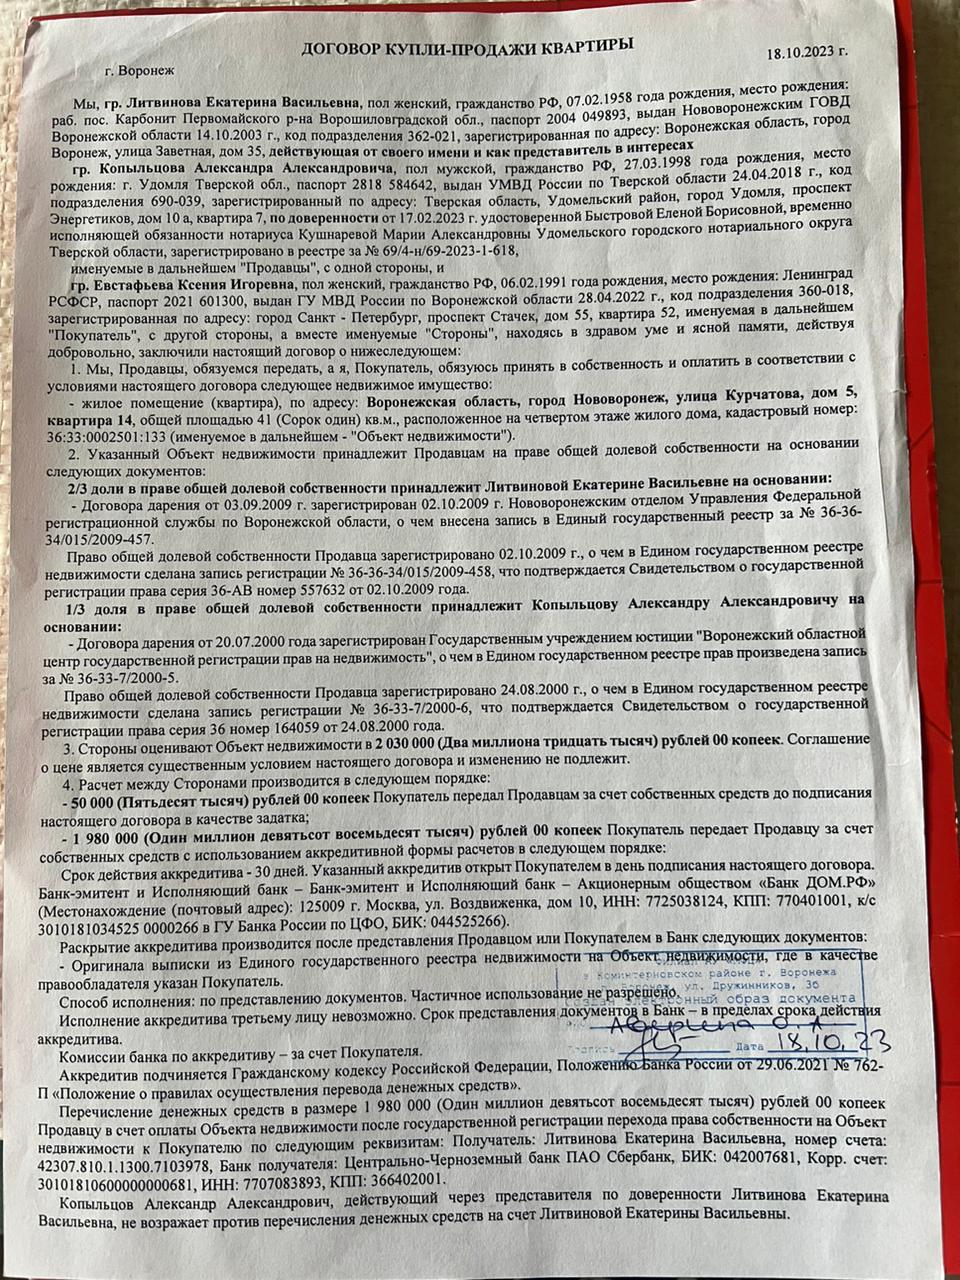 ДОГОВОР КУПЛИ-ПРОДАЖИ КВАРТИРЫ
18.10.2023 г.
г. Воронеж
Мы, гр. Литвинова Екатерина Васильевна, пол женский, гражданство РФ, 07.02.1958 года рождения, место рождения:
раб. пос. Карбонит Первомайского р-на Ворошиловградской обл., паспорт 2004 049893, выдан Нововоронежским ГОВД
Воронежской области 14.10.2003 г., код подразделения 362-021, зарегистрированная по адресу: Воронежская область, город
Воронеж, улица Заветная, дом 35, действующая от своего имени и как представитель в интересах
гр. Копыльцова Александра Александровича, пол мужской, гражданство РФ, 27.03.1998 года рождения, место
рождения: г. Удомля Тверской обл., паспорт 2818 584642, выдан УМВД России по Тверской области 24.04.2018 г., код
подразделения 690-039, зарегистрированный по адресу: Тверская область, Удомельский район, город Удомля, проспект
Энергетиков, дом 10 а, квартира 7, по доверенности от 17.02.2023 г. удостоверенной Быстровой Еленой Борисовной, временно
исполняющей обязанности нотариуса Кушнаревой Марии Александровны Удомельского городского нотариального округа
Тверской области, зарегистрировано в реестре за № 69/4-н/69-2023-1-618,
именуемые в дальнейшем "Продавцы", с одной стороны, и
гр. Евстафьева Ксения Игоревна, пол женский, гражданство РФ, 06.02.1991 года рождения, место рождения: Ленинград
РСФСР, паспорт 2021 601300, выдан ГУ МВД России по Воронежской области 28.04.2022 г., код подразделения 360-018,
зарегистрированная по адресу: город Санкт - Петербург, проспект Стачек, дом 55, квартира 52, именуемая в дальнейшем
"Покупатель", с другой стороны, а вместе именуемые "Стороны", находясь в здравом уме и ясной памяти, действуя
добровольно, заключили настоящий договор о нижеследующем:
1. Мы, Продавцы, обязуемся передать, а я, Покупатель, обязуюсь принять в собственность и оплатить в соответствии с
условиями настоящего договора следующее недвижимое имущество:
- жилое помещение (квартира), по адресу: Воронежская область, город Нововоронеж, улица Курчатова, дом 5,
квартира 14, общей площадью 41 (Сорок один) кв.м., расположенное на четвертом этаже жилого дома, кадастровый номер:
36:33:0002501:133 (именуемое в дальнейшем - "Объект недвижимости").
2. Указанный Объект недвижимости принадлежит Продавцам на праве общей долевой собственности на основании
следующих документов:
2/3 доли в праве общей долевой собственности принадлежит Литвиновой Екатерине Васильевне на основании:
- Договора дарения от 03.09.2009 г. зарегистрирован 02.10.2009 г. Нововоронежским отделом Управления Федеральной
регистрационной службы по Воронежской области, о чем внесена запись в Единый государственный реестр за № 36-36-
34/015/2009-457.
Право общей долевой собственности Продавца зарегистрировано 02.10.2009 г., о чем в Едином государственном реестре
недвижимости сделана запись регистрации № 36-36-34/015/2009-458, что подтверждается Свидетельством о государственной
регистрации права серия 36-АВ номер 557632 от 02.10.2009 года.
1/3 доля в праве общей долевой собственности принадлежит Копыльцову Александру Александровичу на
основании:
- Договора дарения от 20.07.2000 года зарегистрирован Государственным учреждением юстиции "Воронежский областной
центр государственной регистрации прав на недвижимость", о чем в Едином государственном реестре прав произведена запись
за № 36-33-7/2000-5.
Право общей долевой собственности Продавца зарегистрировано 24.08.2000 г., о чем в Едином государственном реестре
недвижимости сделана запись регистрации № 36-33-7/2000-6, что подтверждается Свидетельством о государственной
регистрации права серия 36 номер 164059 от 24.08.2000 года.
3. Стороны оценивают Объект недвижимости в 2 030 000 (Два миллиона тридцать тысяч) рублей 00 копеек. Соглашение
о цене является существенным условием настоящего договора и изменению не подлежит.
4. Расчет между Сторонами производится в следующем порядке:
- 50 000 (Пятьдесят тысяч) рублей 00 копеек Покупатель передал Продавцам за счет собственных средств до подписания
настоящего договора в качестве задатка;
- 1 980 000 (Один миллион девятьсот восемьдесят тысяч) рублей 00 копеек Покупатель передает Продавцу за счет
собственных средств с использованием аккредитивной формы расчетов в следующем порядке:
Срок действия аккредитива - 30 дней. Указанный аккредитив открыт Покупателем в день подписания настоящего договора.
Банк-эмитент и Исполняющий банк – Банк-эмитент и Исполняющий банк – Акционерным обществом «Банк ДОМ.РФ»
(Местонахождение (почтовый адрес): 125009 г. Москва, ул. Воздвиженка, дом 10, ИНН: 7725038124, КПП: 770401001, к/с
3010181034525 0000266 в ГУ Банка России по ЦФО, БИК: 044525266).
Раскрытие аккредитива производится после представления Продавцом или Покупателем в Банк следующих документов:
- Оригинала выписки из Единого государственного реестра недвижимости на Объект недвижимости, где в качестве
правообладателя указан Покупатель.
в Коминтерновском районе г. Воронежа
ул. Дружинников, 3б
Способ исполнения: по представлению документов. Частичное использование не разрешено.
Создан электронный образ документа
Исполнение аккредитива третьему лицу невозможно. Срок представления документов в Банк – в пределах срока действия
аккредитива.
Дата 18.10.23
Комиссии банка по аккредитиву – за счет Покупателя.
Аккредитив подчиняется Гражданскому кодексу Российской Федерации, Положению Банка России от 29.06.2021 № 762-
П «Положение о правилах осуществления перевода денежных средств».
Перечисление денежных средств в размере 1 980 000 (Один миллион девятьсот восемьдесят тысяч) рублей 00 копеек
Продавцу в счет оплаты Объекта недвижимости после государственной регистрации перехода права собственности на Объект
недвижимости к Покупателю по следующим реквизитам: Получатель: Литвинова Екатерина Васильевна, номер счета:
42307.810.1.1300.7103978, Банк получателя: Центрально-Черноземный банк ПАО Сбербанк, БИК: 042007681, Корр. счет:
30101810600000000681, ИНН: 7707083893, КПП: 366402001.
Копыльцов Александр Александрович, действующий через представителя по доверенности Литвинова Екатерина
Васильевна, не возражает против перечисления денежных средств на счет Литвиновой Екатерины Васильевны.